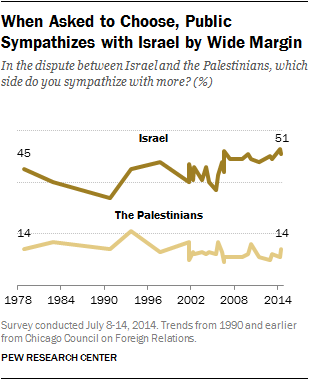 When Asked to Choose, Public
Sympathizes with Israel by Wide Margin
In the dispute between Israel and the Palestinians, which
side do you sympathize with more? (%)
Israel
51
45
The Palestinians
14
14
1978 1984 1990 1996 2002 2008 2014
Survey conducted July 8-14, 2014. Trends from 1990 and earlier
from Chicago Council on Foreign Relations.
PEW RESEARCH CENTER